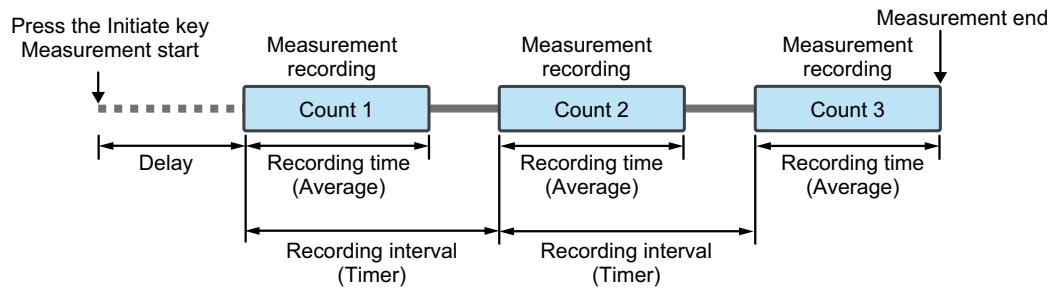 Press the Initiate key
Measurement start
Measurement end
Measurement
recording
Measurement
recording
Measurement
recording
Count 1
Count 2
Count 3
Delay
Recording time
(Average)
Recording time
(Average)
Recording time
(Average)
Recording interval
(Timer)
Recording interval
(Timer)